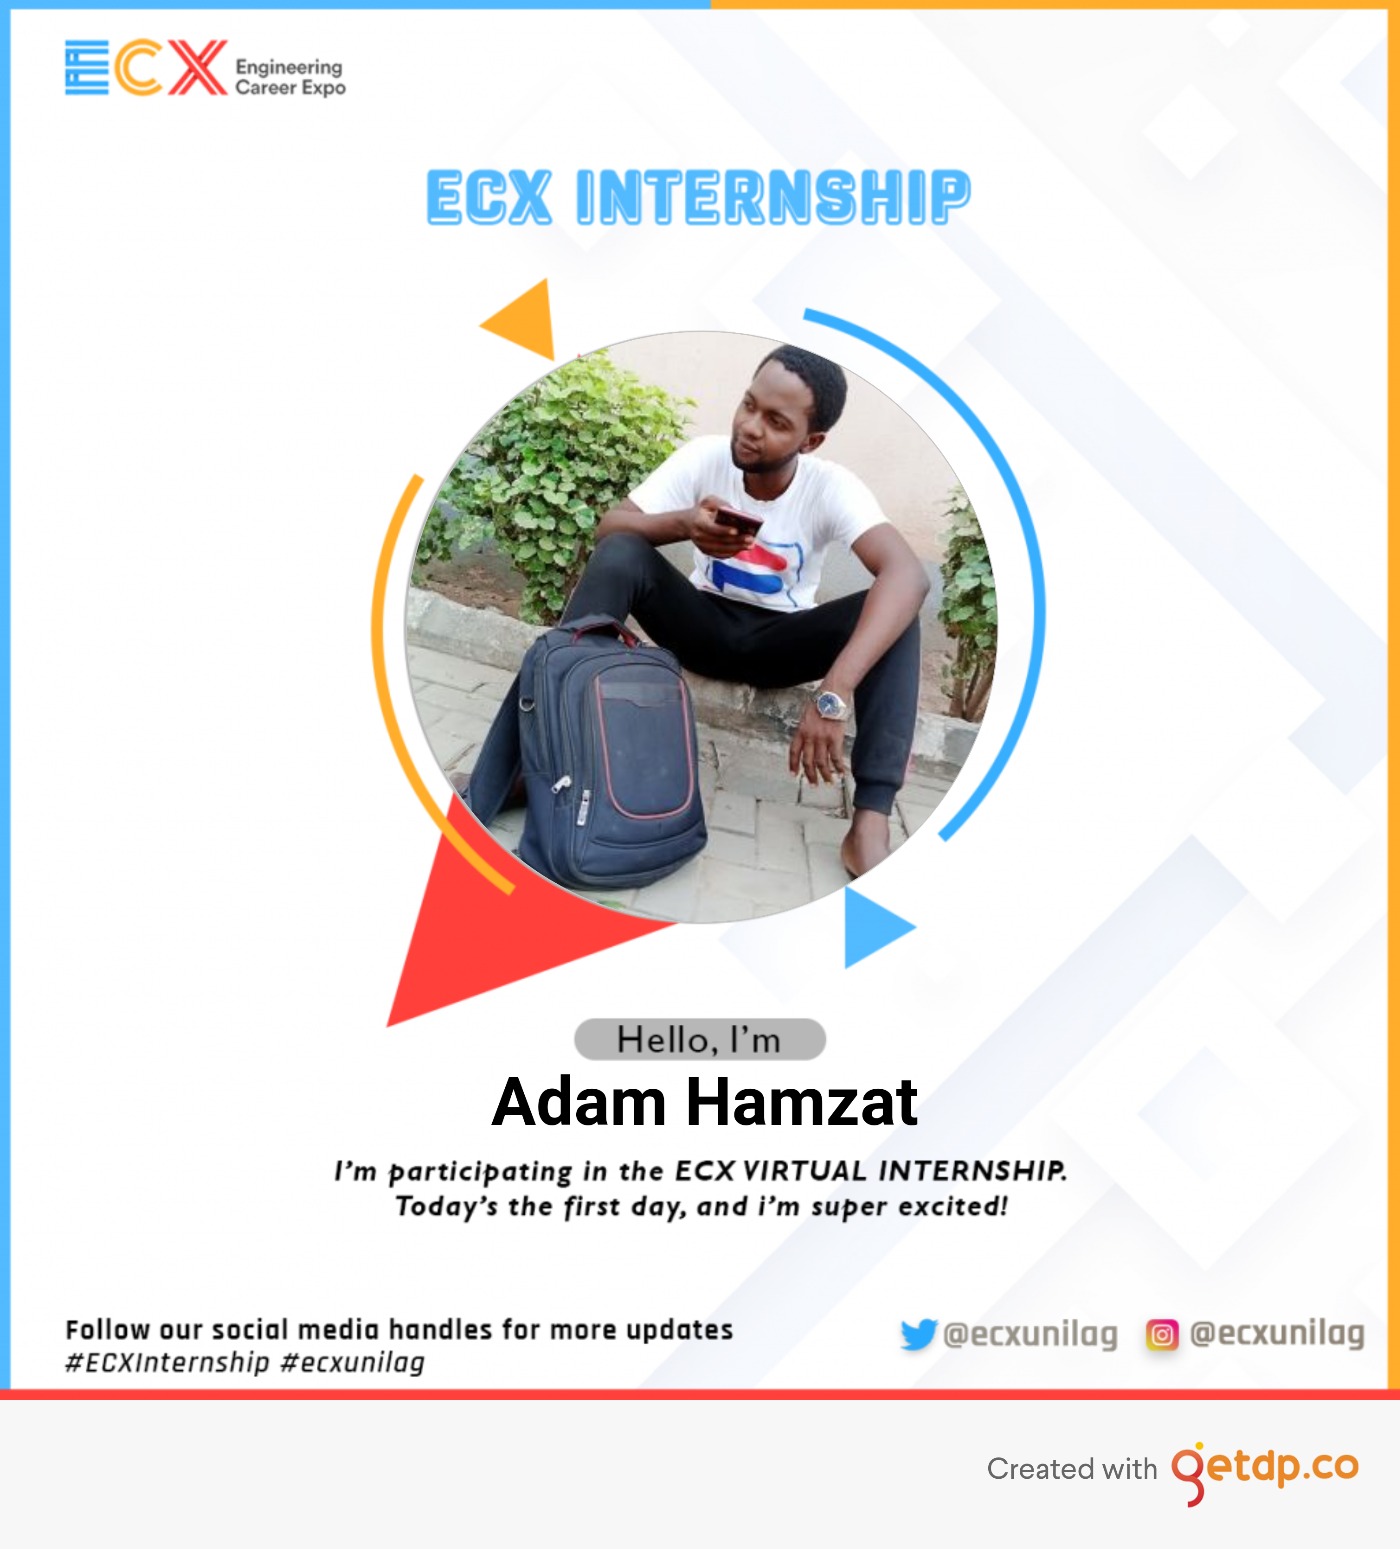 ECX Engineering
Career Expo
ECX INTERNSHIP
Hello, I'm
Adam Hamzat
I'm participating in the ECX VIRTUAL INTERNSHIP.
Today's the first day, and i'm super excited!
Follow our social media handles for more updates
#ECXInternship #ecxunilag
@ecxunilag @ecxunilag
Created with getdp.co